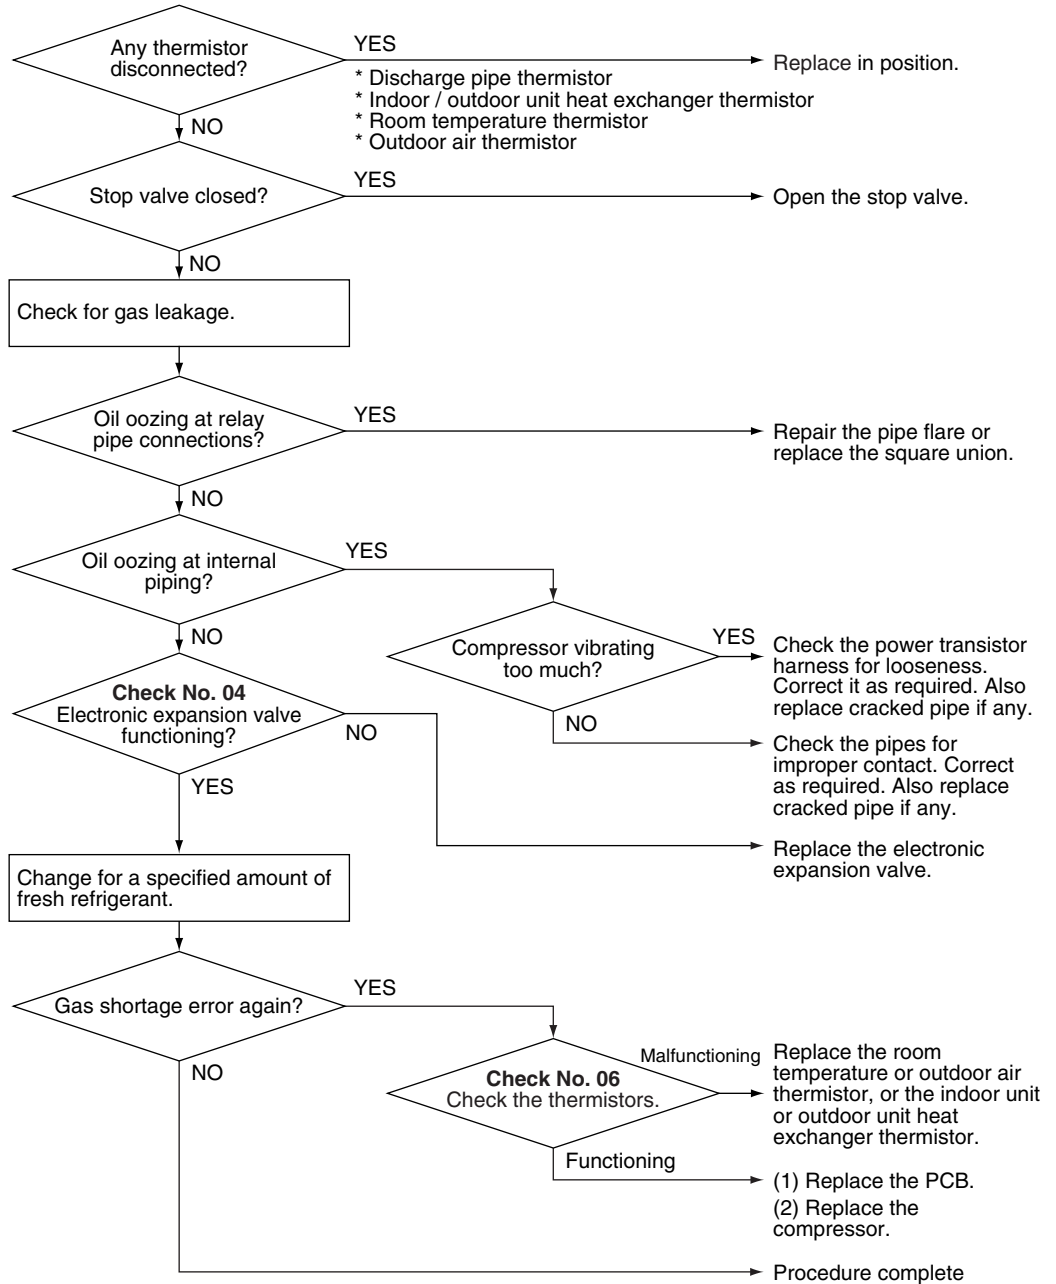 Any thermistor
disconnected?
YES
* Discharge pipe thermistor
* Indoor / outdoor unit heat exchanger thermistor
* Room temperature thermistor
* Outdoor air thermistor
Replace in position.
NO
Stop valve closed?
YES
Open the stop valve.
NO
Check for gas leakage.
Oil oozing at relay
pipe connections?
YES
Repair the pipe flare or
replace the square union.
NO
Oil oozing at internal
piping?
YES
Compressor vibrating
too much?
YES
Check the power transistor
harness for looseness.
Correct it as required. Also
replace cracked pipe if any.
NO
Check the pipes for
improper contact. Correct
as required. Also replace
cracked pipe if any.
NO
Check No. 04
Electronic expansion valve
functioning?
NO
Replace the electronic
expansion valve.
YES
Change for a specified amount of
fresh refrigerant.
Gas shortage error again?
YES
Check No. 06
Check the thermistors.
Malfunctioning
Replace the room
temperature or outdoor air
thermistor, or the indoor unit
or outdoor unit heat
exchanger thermistor.
Functioning
(1) Replace the PCB.
(2) Replace the
compressor.
NO
Procedure complete